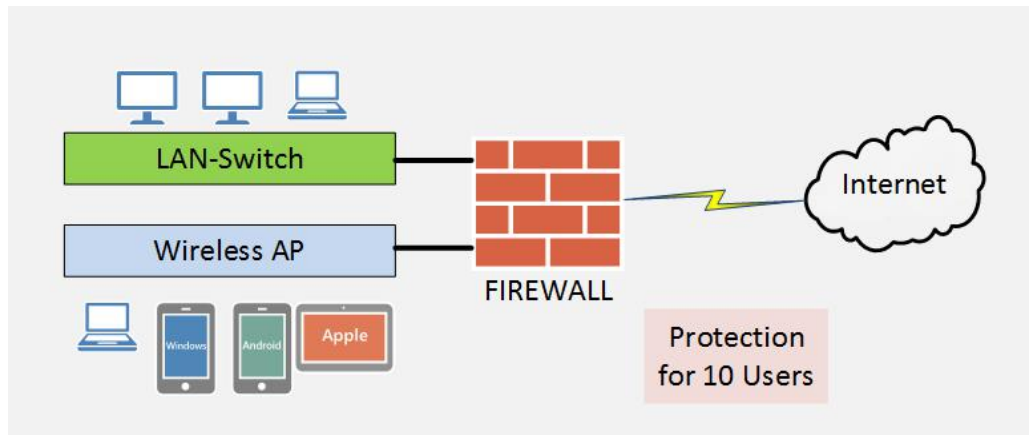 LAN-Switch
Wireless AP
Windows
Android
Apple
FIREWALL
Internet
Protection
for 10 Users